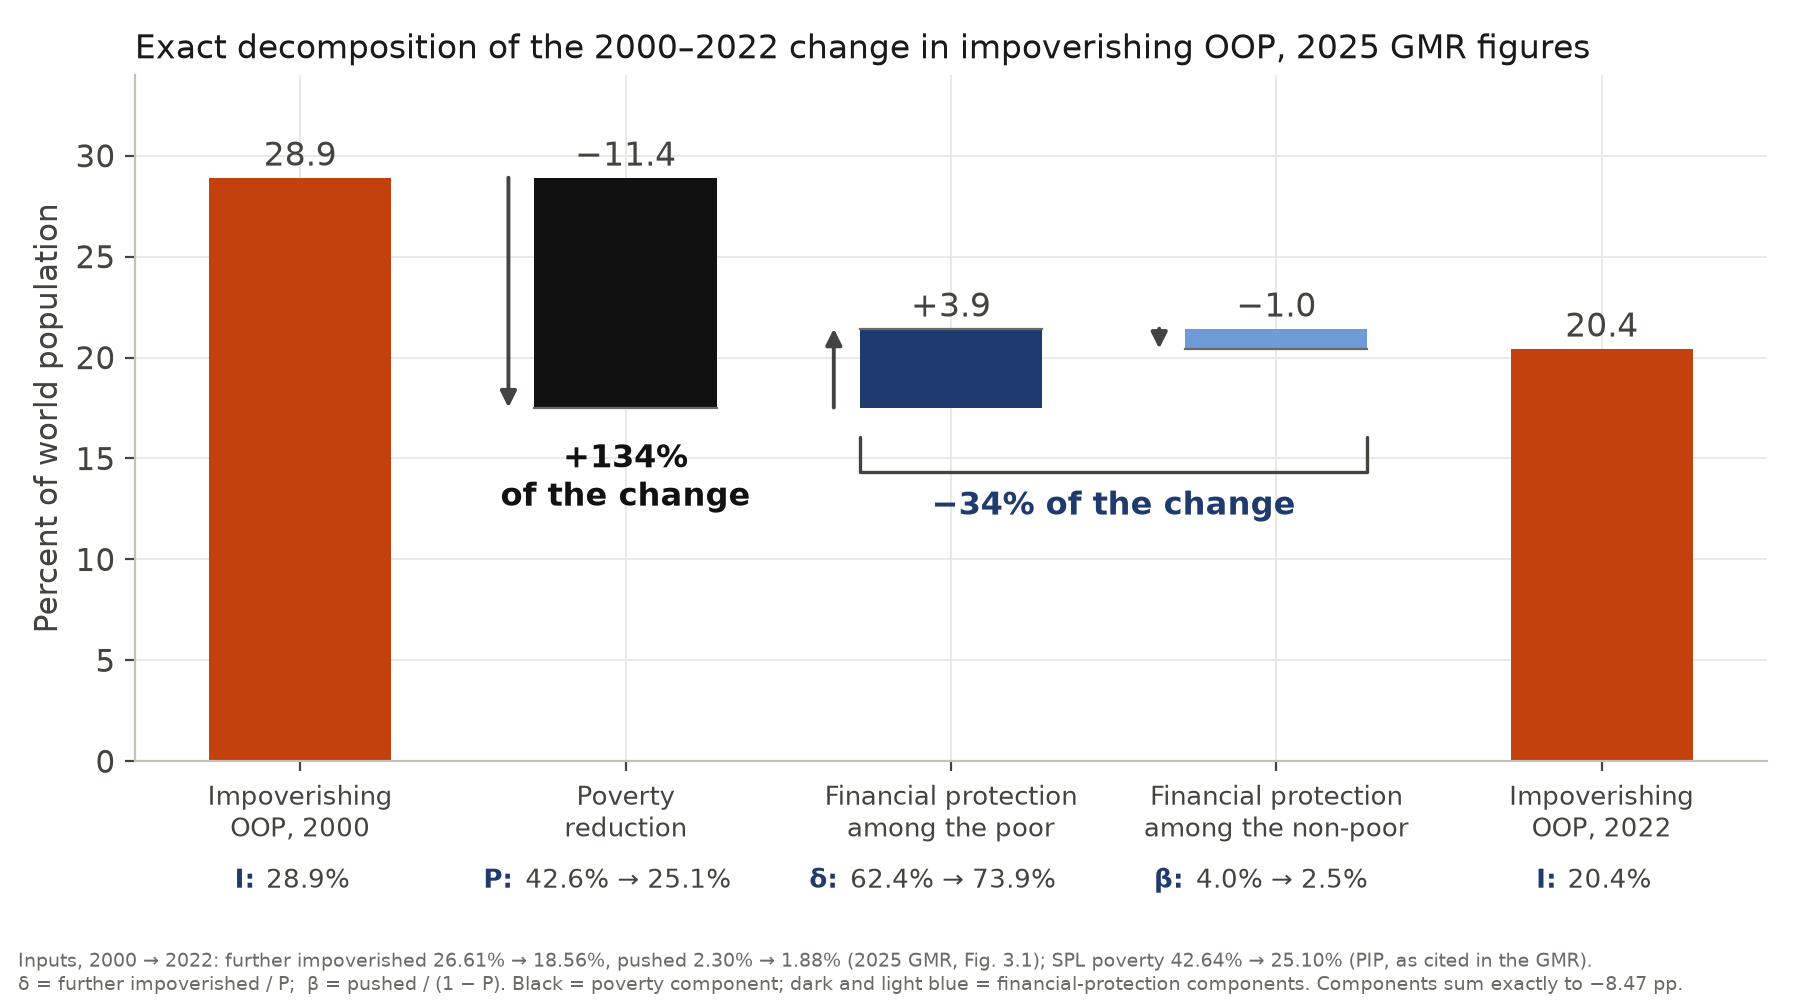 Exact decomposition of the 2000–2022 change in impoverishing OOP, 2025 GMR figures
Percent of world population
30
25
20
15
10
5
0
28.9
−11.4
+3.9
−1.0
20.4
+134%
of the change
−34% of the change
Impoverishing
OOP, 2000
Poverty
reduction
Financial protection
among the poor
Financial protection
among the non-poor
Impoverishing
OOP, 2022
I: 28.9%
P: 42.6% → 25.1%
δ: 62.4% → 73.9%
β: 4.0% → 2.5%
I: 20.4%
Inputs, 2000 → 2022: further impoverished 26.61% → 18.56%, pushed 2.30% → 1.88% (2025 GMR, Fig. 3.1); SPL poverty 42.64% → 25.10% (PIP, as cited in the GMR).
δ = further impoverished / P;  β = pushed / (1 − P). Black = poverty component; dark and light blue = financial-protection components. Components sum exactly to −8.47 pp.